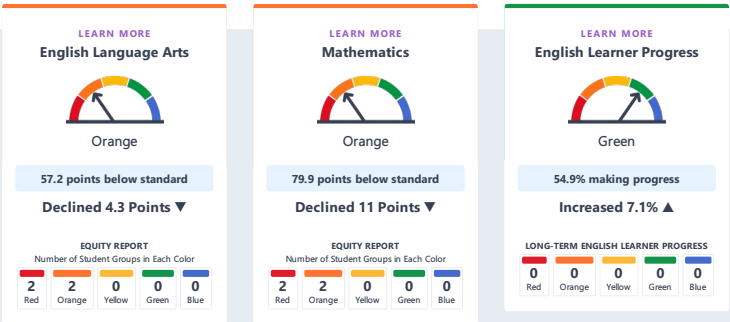 LEARN MORE
English Language Arts
Orange
57.2 points below standard
Declined 4.3 Points ▼
EQUITY REPORT
Number of Student Groups in Each Color
2 2 0 0 0
Red Orange Yellow Green Blue
LEARN MORE
Mathematics
Orange
79.9 points below standard
Declined 11 Points ▼
EQUITY REPORT
Number of Student Groups in Each Color
2 2 0 0 0
Red Orange Yellow Green Blue
LEARN MORE
English Learner Progress
Green
54.9% making progress
Increased 7.1% ▲
LONG-TERM ENGLISH LEARNER PROGRESS
0 0 0 0 0
Red Orange Yellow Green Blue